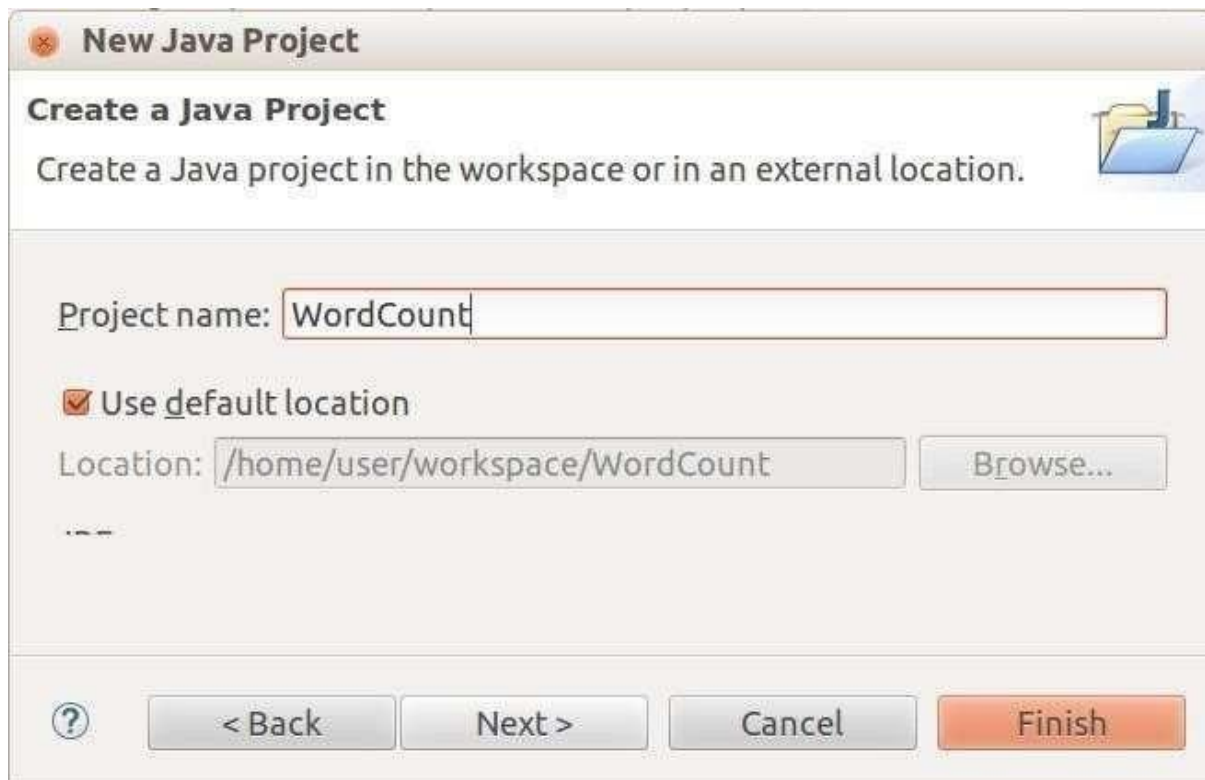 New Java Project
Create a Java Project
Create a Java project in the workspace or in an external location.
Project name: WordCount
Use default location
Location: /home/user/workspace/WordCount Browse...
? < Back Next > Cancel Finish